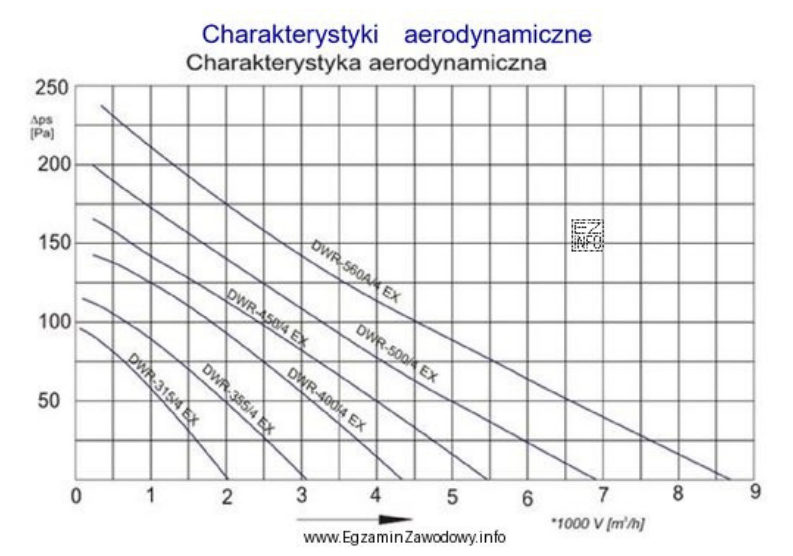 Charakterystyki aerodynamiczne
Charakterystyka aerodynamiczna
250
Δps
[Pa]
200
150
100
50
EZ
INFO
DWR-560A/4 EX
DWR-450/4 EX
DWR-500/4 EX
DWR-315/4 EX
DWR-355/4 EX
DWR-400/4 EX
0 1 2 3 4 5 6 7 8 9
*1000 V [m³/h]
www.EgzaminZawodowy.info